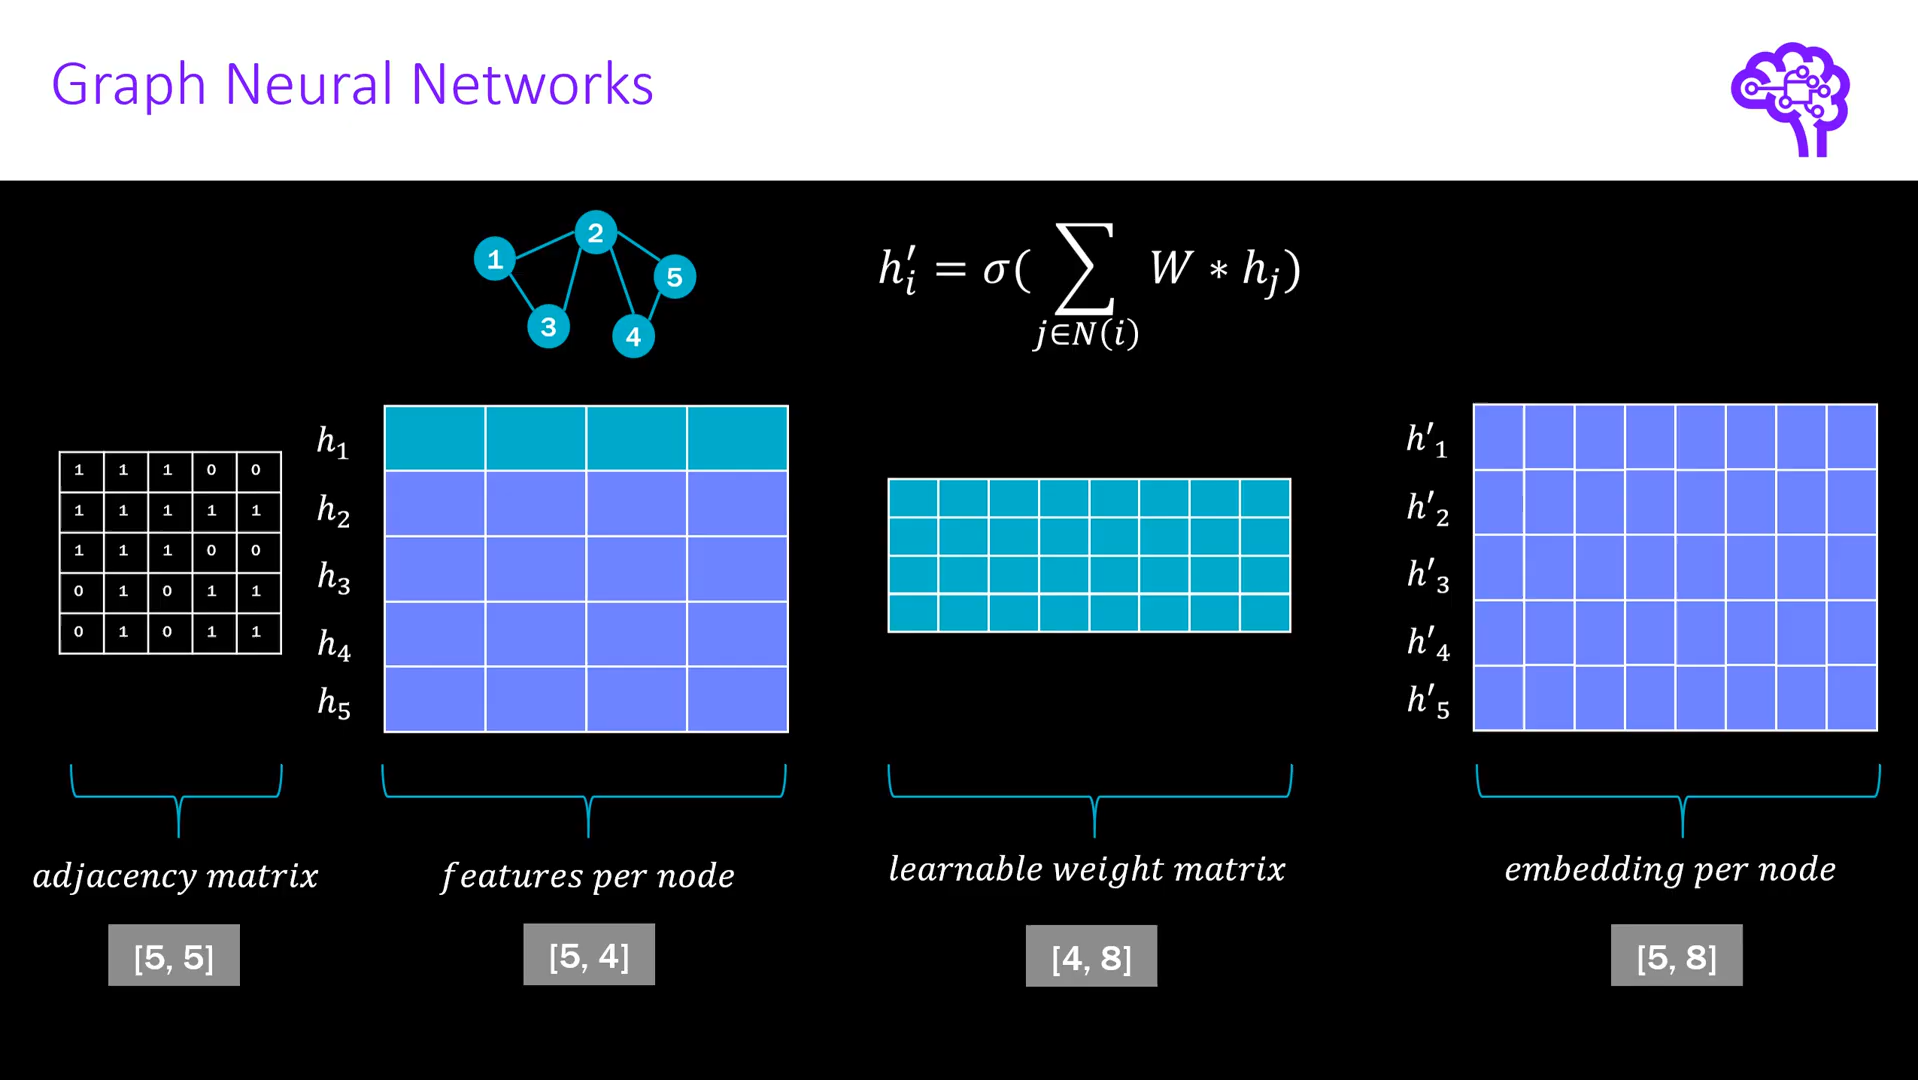 Graph Neural Networks
1
2
3
4
5
h′ᵢ = σ( ∑ W ∗ hⱼ)
j∈N(i)
1 1 1 0 0
1 1 1 1 1
1 1 1 0 0
0 1 0 1 1
0 1 0 1 1
h₁
h₂
h₃
h₄
h₅
h′₁
h′₂
h′₃
h′₄
h′₅
adjacency matrix
features per node
learnable weight matrix
embedding per node
[5, 5]
[5, 4]
[4, 8]
[5, 8]